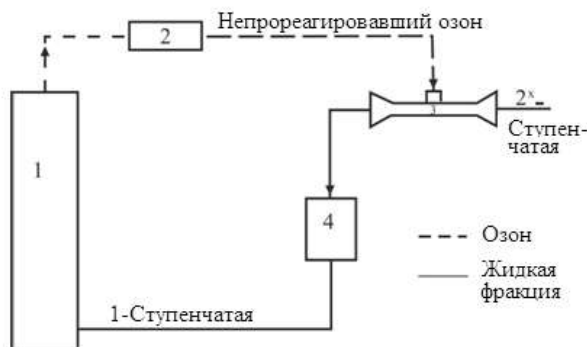 Непрореагировавший озон
2
2х-
Ступен-
чатая
3
1
4
Озон
Жидкая
фракция
1-Ступенчатая